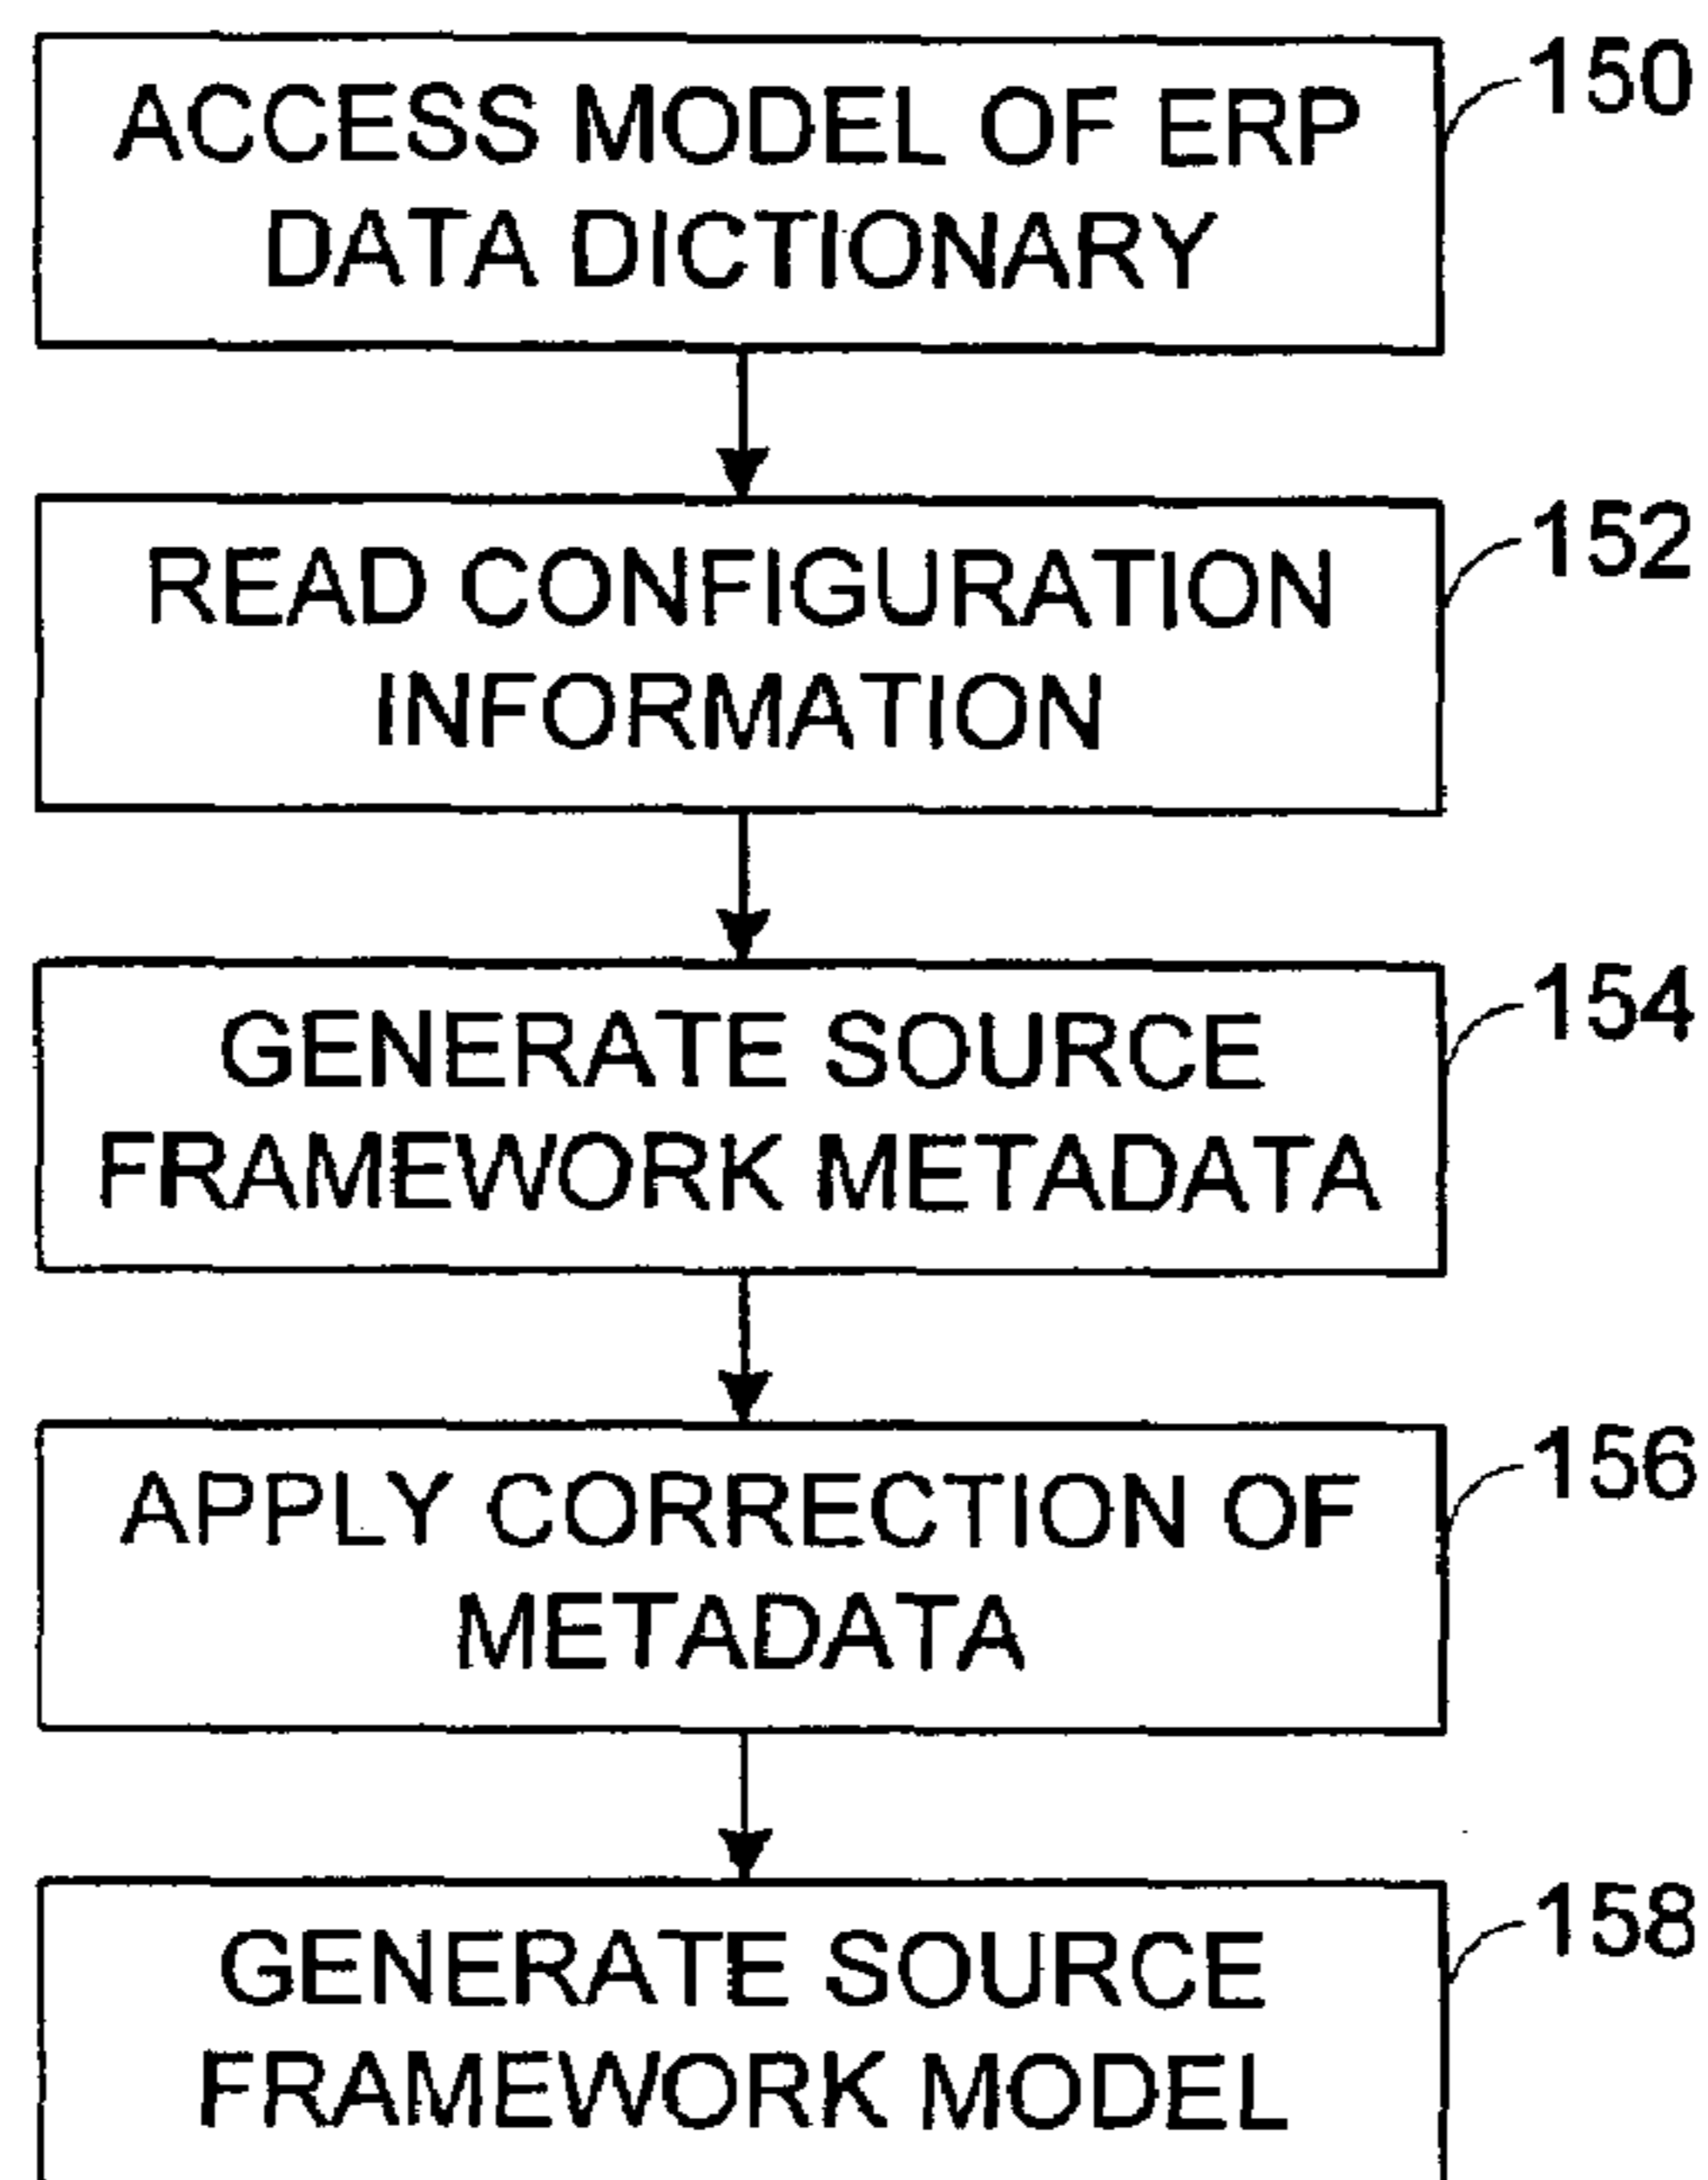 ACCESS MODEL OF ERP
DATA DICTIONARY
150
READ CONFIGURATION
INFORMATION
152
GENERATE SOURCE
FRAMEWORK METADATA
154
APPLY CORRECTION OF
METADATA
156
GENERATE SOURCE
FRAMEWORK MODEL
158